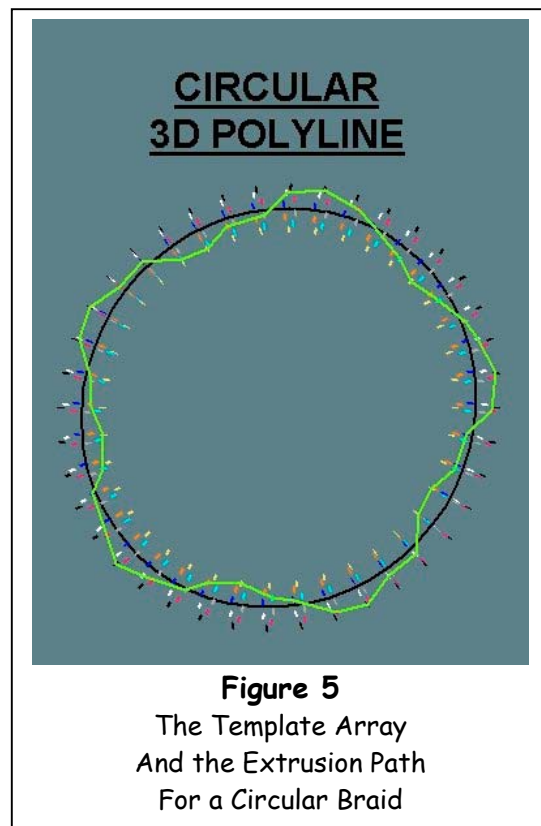 CIRCULAR
3D POLYLINE
Figure 5
The Template Array
And the Extrusion Path
For a Circular Braid